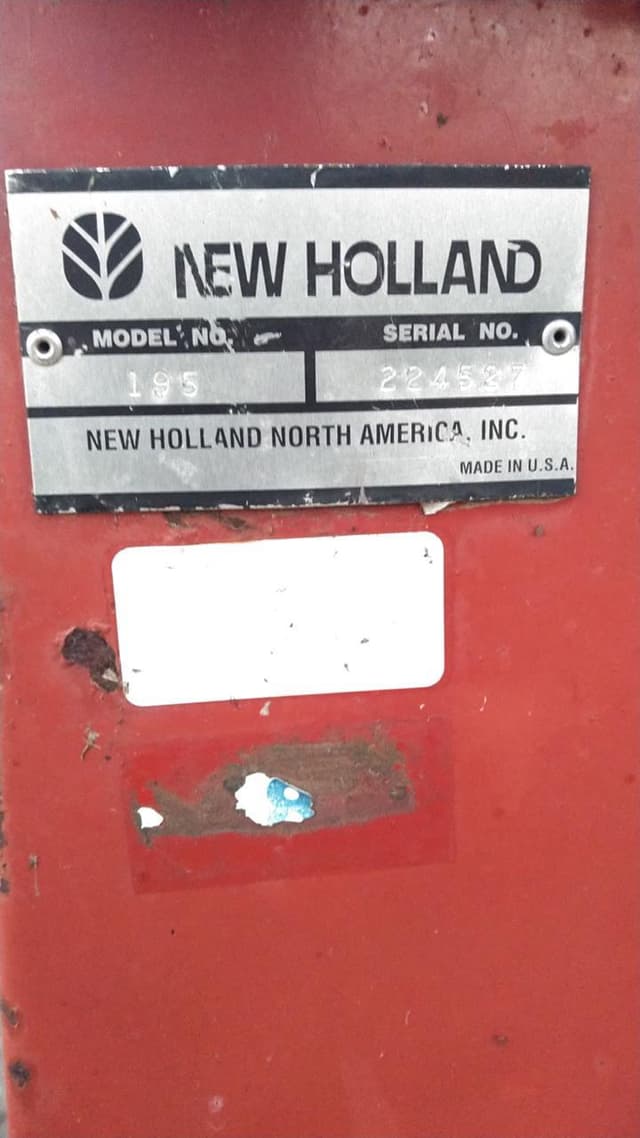 NEW HOLLAND
MODEL NO. SERIAL NO.
195 224527
NEW HOLLAND NORTH AMERICA, INC.
MADE IN U.S.A.